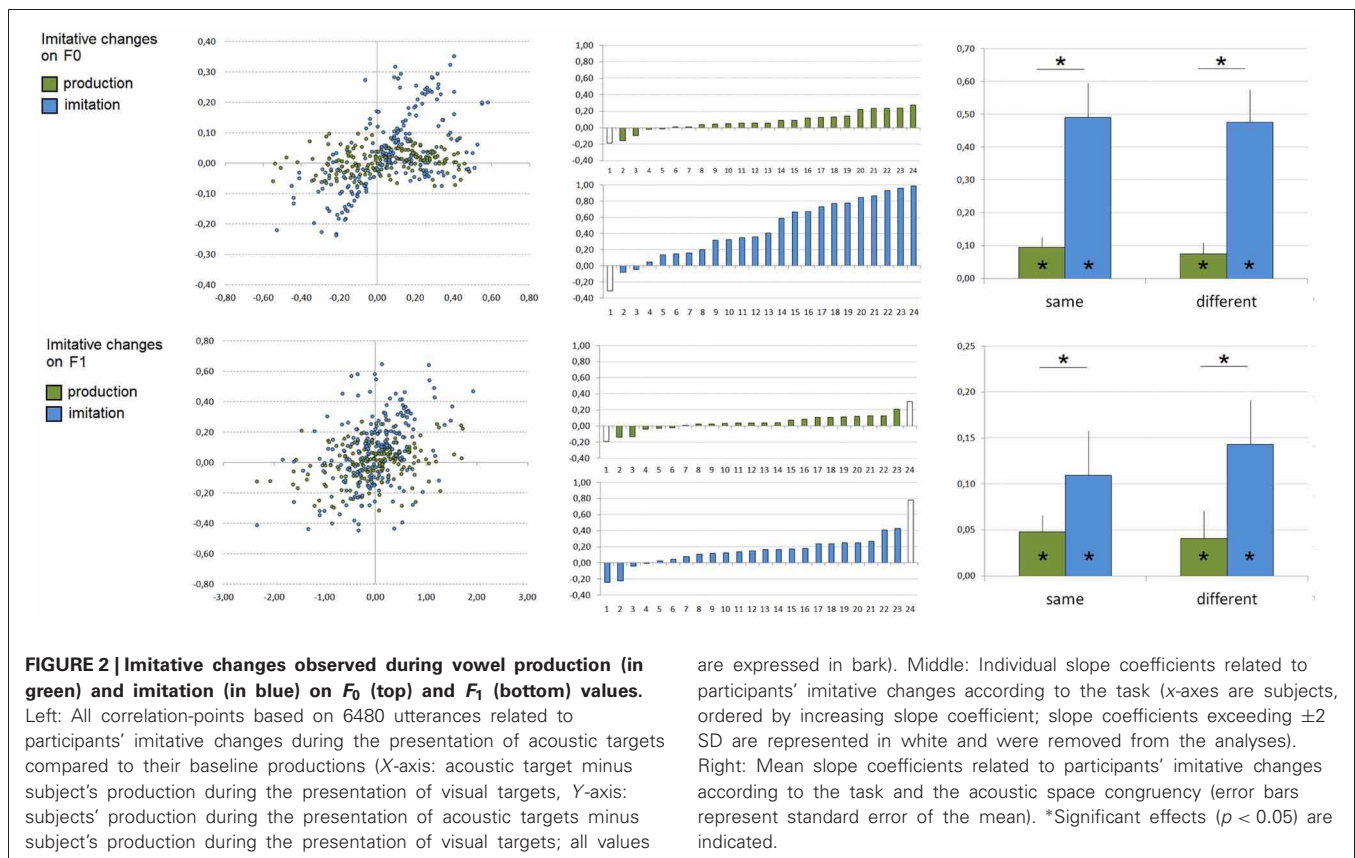 Imitative changes
on F0
production
imitation
0,40
0,30
0,20
0,10
0,00
-0,10
-0,20
-0,30
-0,40
-0,80 -0,60 -0,40 -0,20 0,00 0,20 0,40 0,60 0,80
1,00
0,80
0,60
0,40
0,20
0,00
-0,20
-0,40
1 2 3 4 5 6 7 8 9 10 11 12 13 14 15 16 17 18 19 20 21 22 23 24
1,00
0,80
0,60
0,40
0,20
0,00
-0,20
-0,40
1 2 3 4 5 6 7 8 9 10 11 12 13 14 15 16 17 18 19 20 21 22 23 24
0,70
0,60
0,50
0,40
0,30
0,20
0,10
0,00
* *
* * * *
same different
Imitative changes
on F1
production
imitation
0,80
0,60
0,40
0,20
0,00
-0,20
-0,40
-0,60
-0,80
-3,00 -2,00 -1,00 0,00 1,00 2,00 3,00
1,00
0,80
0,60
0,40
0,20
0,00
-0,20
-0,40
1 2 3 4 5 6 7 8 9 10 11 12 13 14 15 16 17 18 19 20 21 22 23 24
1,00
0,80
0,60
0,40
0,20
0,00
-0,20
-0,40
1 2 3 4 5 6 7 8 9 10 11 12 13 14 15 16 17 18 19 20 21 22 23 24
0,25
0,20
0,15
0,10
0,05
0,00
* *
* * * *
same different
FIGURE 2 | Imitative changes observed during vowel production (in
green) and imitation (in blue) on F0 (top) and F1 (bottom) values.
Left: All correlation-points based on 6480 utterances related to
participants' imitative changes during the presentation of acoustic targets
compared to their baseline productions (X-axis: acoustic target minus
subject's production during the presentation of visual targets, Y-axis:
subjects' production during the presentation of acoustic targets minus
subject's production during the presentation of visual targets; all values
are expressed in bark). Middle: Individual slope coefficients related to
participants' imitative changes according to the task (x-axes are subjects,
ordered by increasing slope coefficient; slope coefficients exceeding ±2
SD are represented in white and were removed from the analyses).
Right: Mean slope coefficients related to participants' imitative changes
according to the task and the acoustic space congruency (error bars
represent standard error of the mean). *Significant effects (p < 0.05) are
indicated.